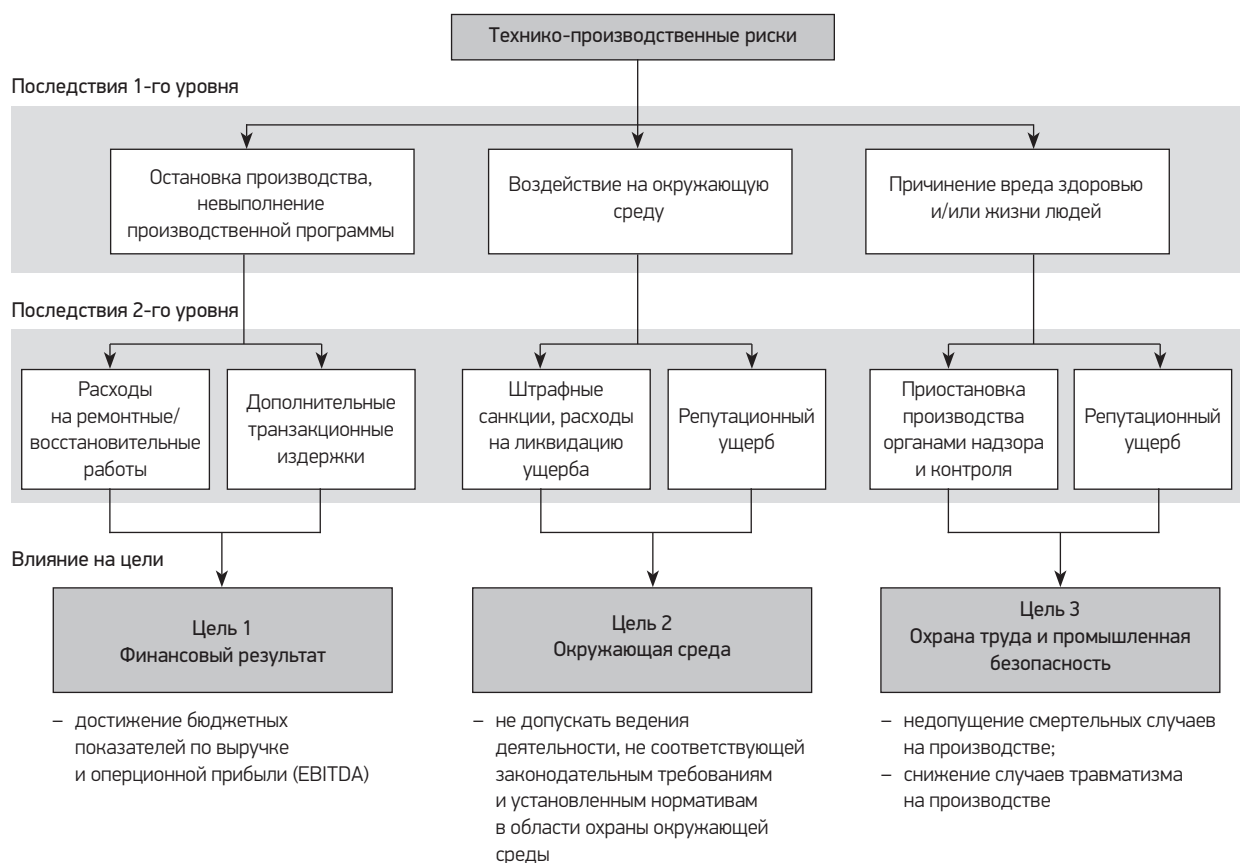 Технико-производственные риски
Последствия 1-го уровня
Остановка производства,
невыполнение
производственной программы
Воздействие на окружающую
среду
Причинение вреда здоровью
и/или жизни людей
Последствия 2-го уровня
Расходы
на ремонтные/
восстановительные
работы
Дополнительные
транзакционные
издержки
Штрафные
санкции, расходы
на ликвидацию
ущерба
Репутационный
ущерб
Приостановка
производства
органами надзора
и контроля
Репутационный
ущерб
Влияние на цели
Цель 1
Финансовый результат
Цель 2
Окружающая среда
Цель 3
Охрана труда и промышленная
безопасность
– достижение бюджетных
показателей по выручке
и оперционной прибыли (EBITDA)
– не допускать ведения
деятельности, не соответствующей
законодательным требованиям
и установленным нормативам
в области охраны окружающей
среды
– недопущение смертельных случаев
на производстве;
– снижение случаев травматизма
на производстве